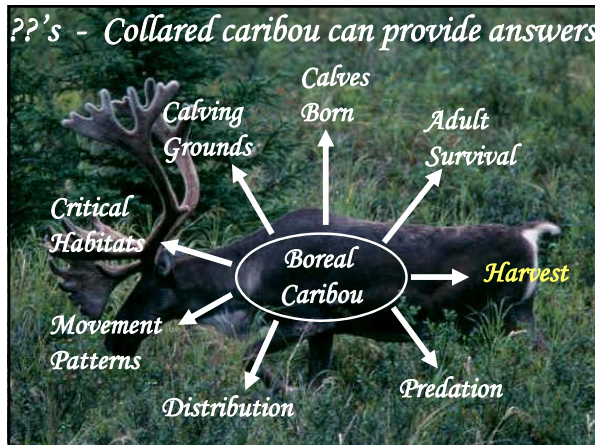 ??'s - Collared caribou can provide answers
Calves
Born
Calving
Grounds
Adult
Survival
Critical
Habitats
Boreal
Caribou
Harvest
Movement
Patterns
Predation
Distribution